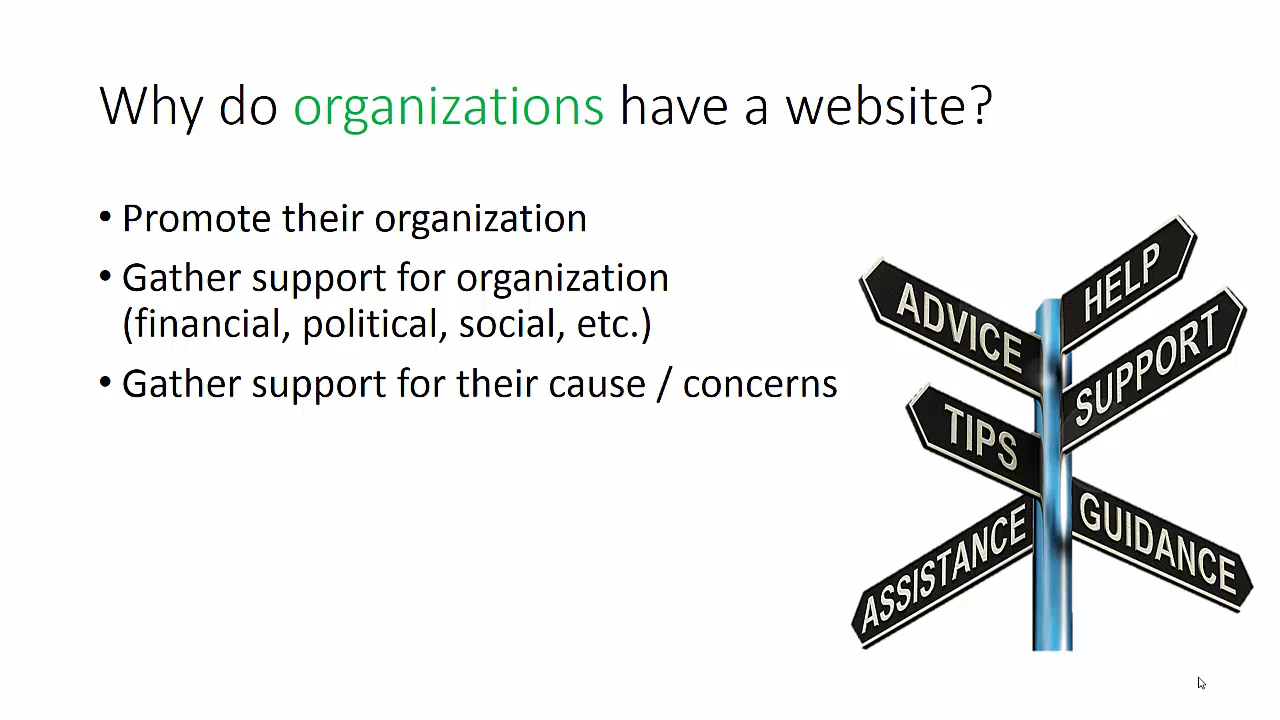 Why do organizations have a website?
• Promote their organization
• Gather support for organization
(financial, political, social, etc.)
• Gather support for their cause / concerns
HELP
ADVICE
SUPPORT
TIPS
GUIDANCE
ASSISTANCE